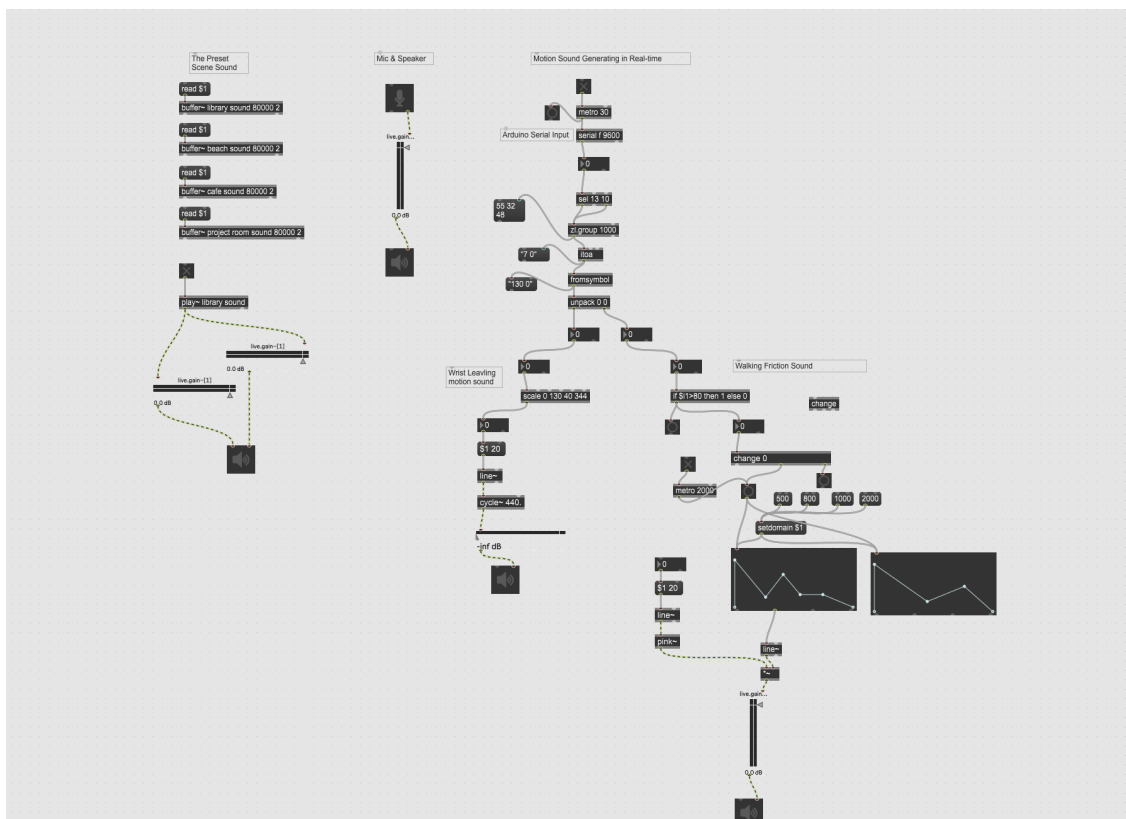 The Preset
Scene Sound
read $1
buffer~ library sound 80000 2
read $1
buffer~ beach sound 80000 2
read $1
buffer~ cafe sound 80000 2
read $1
buffer~ project room sound 80000 2
play~ library sound
live.gain~[1]
0.0 dB
live.gain~[1]
0.0 dB
Mic & Speaker
live.gain...
0.0 dB
Motion Sound Generating in Real-time
metro 30
Arduino Serial Input
serial f 9600
0
sel 13 10
55 32
48
zl.group 1000
"7 0"
itoa
fromsymbol
"130 0"
unpack 0 0
0
0
Wrist Leavling
motion sound
0
scale 0 130 40 344
0
$1 20
line~
cycle~ 440.
-inf dB
0
Walking Friction Sound
if $i1>80 then 1 else 0
change
0
change 0
metro 2000
500
800
1000
2000
setdomain $1
0
$1 20
line~
pink~
line~
*~
live.gain...
0.0 dB